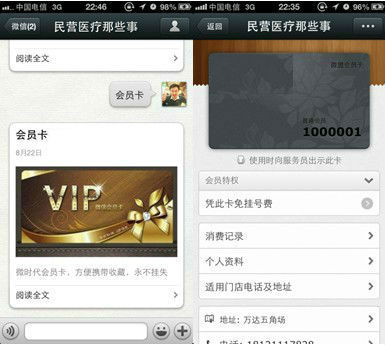 中国电信 3G 22:46 96%
微信(2) 民营医疗那些事
阅读全文
会员卡
会员卡
8月22日
VIP
微信会员卡
微时代会员卡，方便携带收藏，永不挂失
阅读全文
中国电信 3G 22:35 98%
返回 民营医疗那些事
微盟会员卡
普通会员
1000001
使用时向服务员出示此卡
会员特权
凭此卡免挂号费
消费记录
个人资料
适用门店电话及地址
地址: 万达五角场
电话: 18121117828